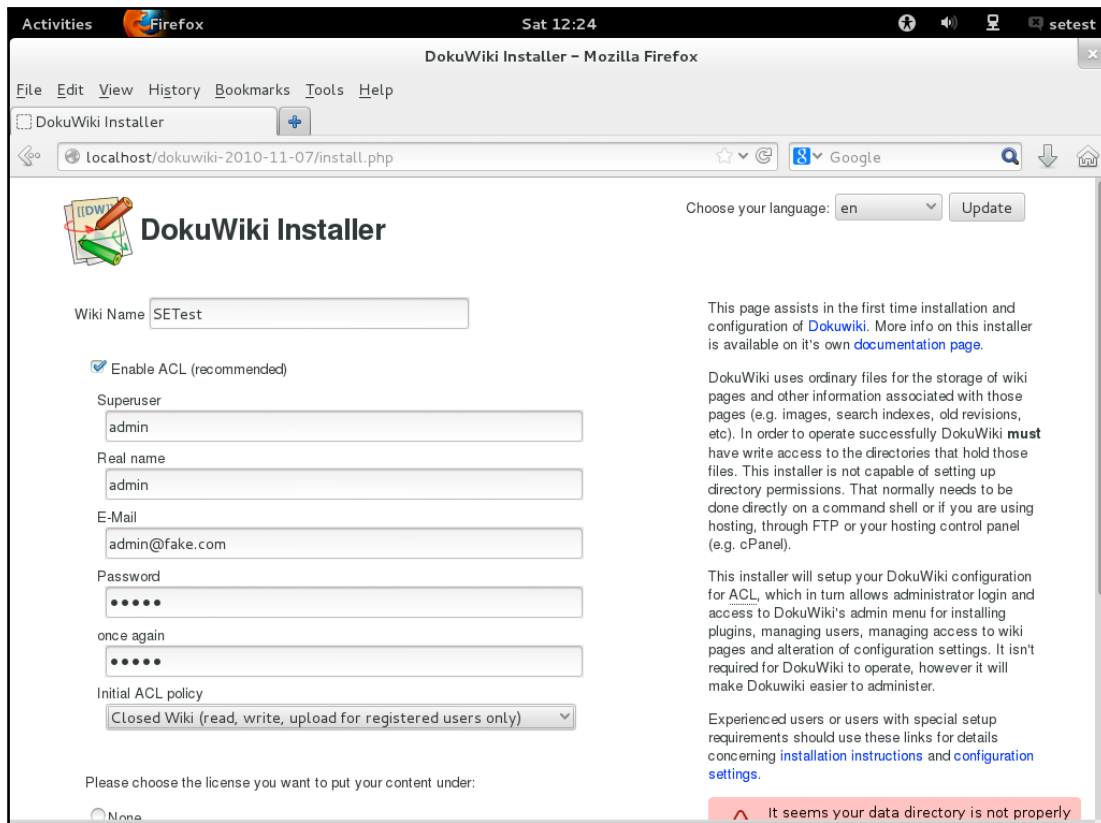 Activities Firefox Sat 12:24 setest
DokuWiki Installer – Mozilla Firefox
File Edit View History Bookmarks Tools Help
DokuWiki Installer
localhost/dokuwiki-2010-11-07/install.php Google
[[DW]]
DokuWiki Installer
Choose your language: en Update
Wiki Name SETest
Enable ACL (recommended)
Superuser
admin
Real name
admin
E-Mail
admin@fake.com
Password
•••••
once again
•••••
Initial ACL policy
Closed Wiki (read, write, upload for registered users only)
Please choose the license you want to put your content under:
None
This page assists in the first time installation and
configuration of Dokuwiki. More info on this installer
is available on it's own documentation page.
DokuWiki uses ordinary files for the storage of wiki
pages and other information associated with those
pages (e.g. images, search indexes, old revisions,
etc). In order to operate successfully DokuWiki must
have write access to the directories that hold those
files. This installer is not capable of setting up
directory permissions. That normally needs to be
done directly on a command shell or if you are using
hosting, through FTP or your hosting control panel
(e.g. cPanel).
This installer will setup your DokuWiki configuration
for ACL, which in turn allows administrator login and
access to DokuWiki's admin menu for installing
plugins, managing users, managing access to wiki
pages and alteration of configuration settings. It isn't
required for DokuWiki to operate, however it will
make Dokuwiki easier to administer.
Experienced users or users with special setup
requirements should use these links for details
concerning installation instructions and configuration
settings.
It seems your data directory is not properly